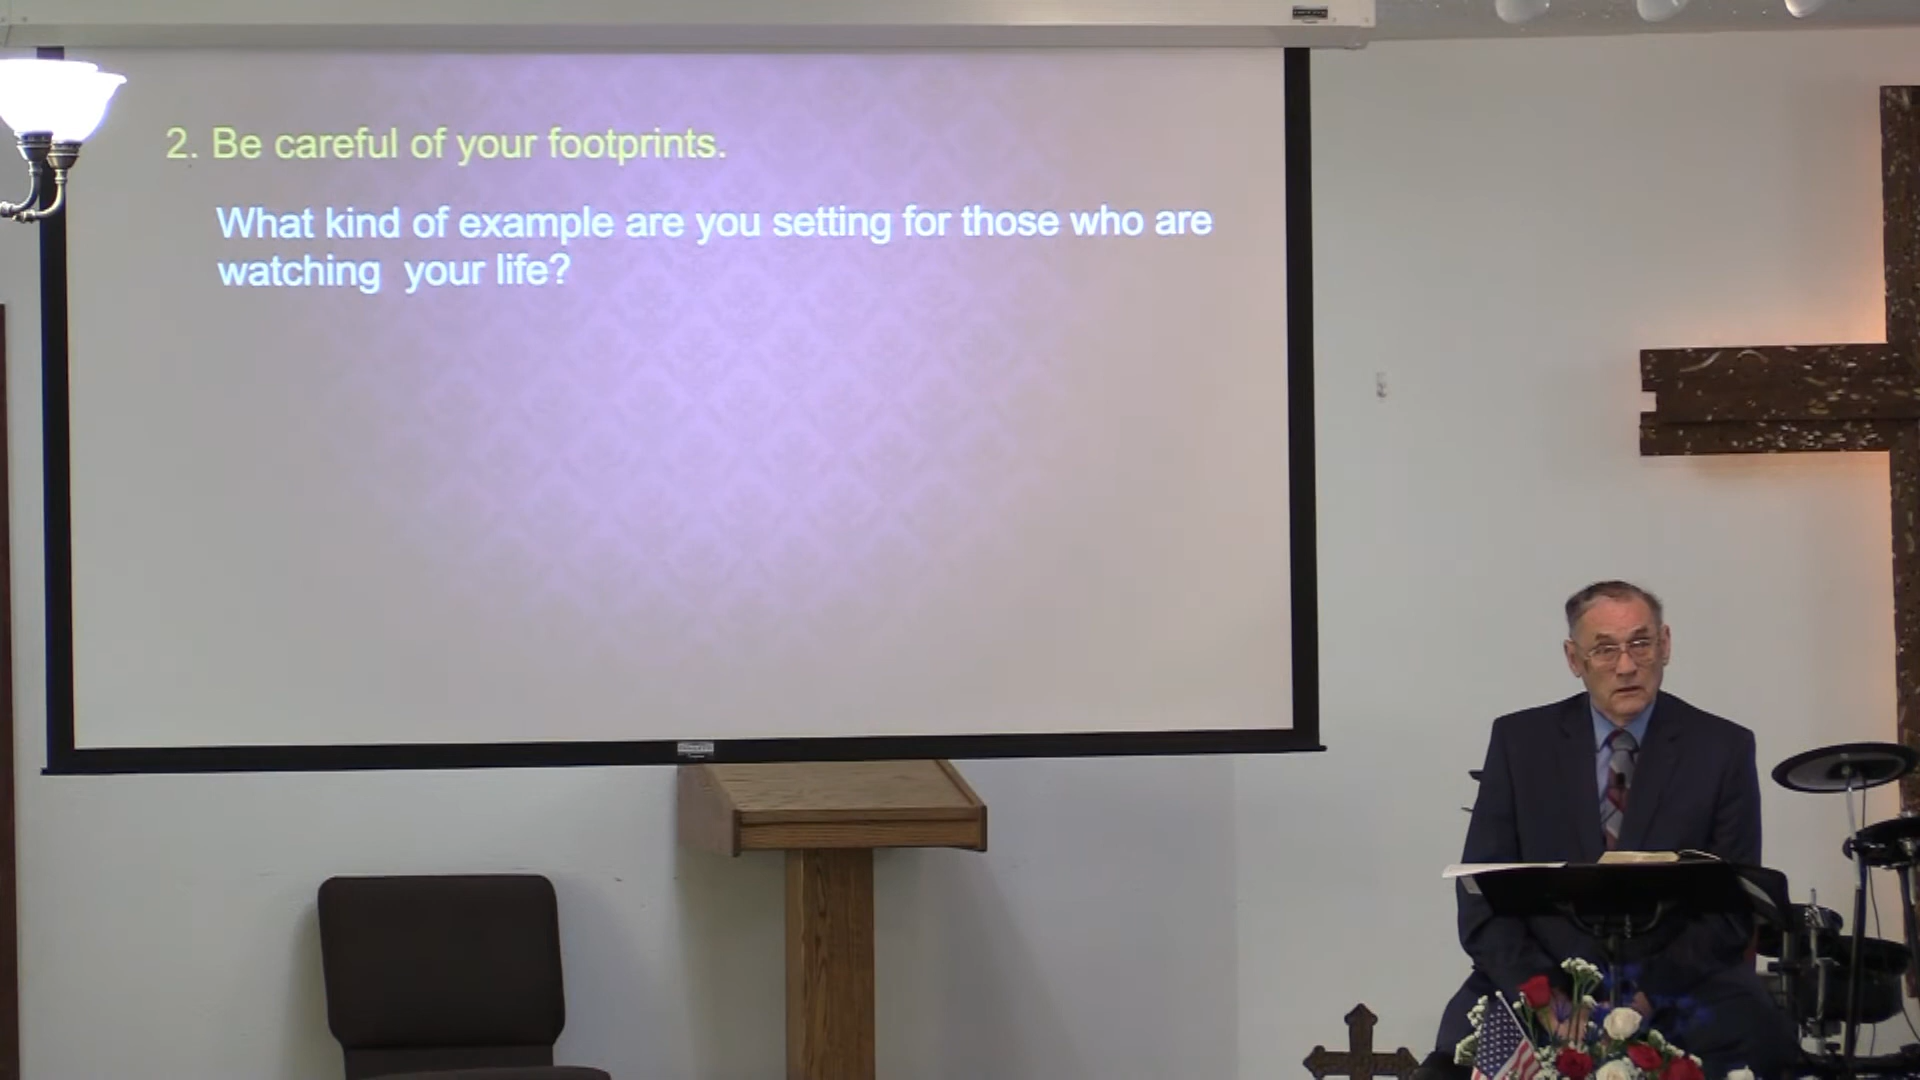 2. Be careful of your footprints.
What kind of example are you setting for those who are
watching  your life?